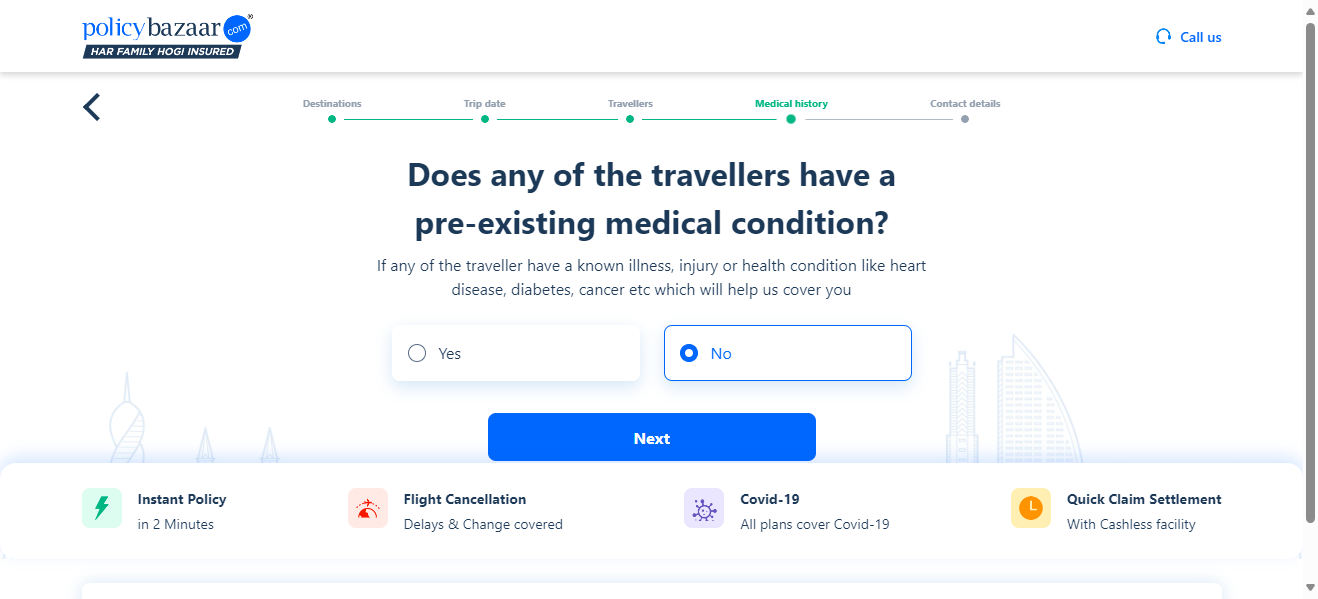 policybazaar.com®
HAR FAMILY HOGI INSURED
Call us
Destinations
Trip date
Travellers
Medical history
Contact details
Does any of the travellers have a
pre-existing medical condition?
If any of the traveller have a known illness, injury or health condition like heart
disease, diabetes, cancer etc which will help us cover you
Yes
No
Next
Instant Policy
in 2 Minutes
Flight Cancellation
Delays & Change covered
Covid-19
All plans cover Covid-19
Quick Claim Settlement
With Cashless facility